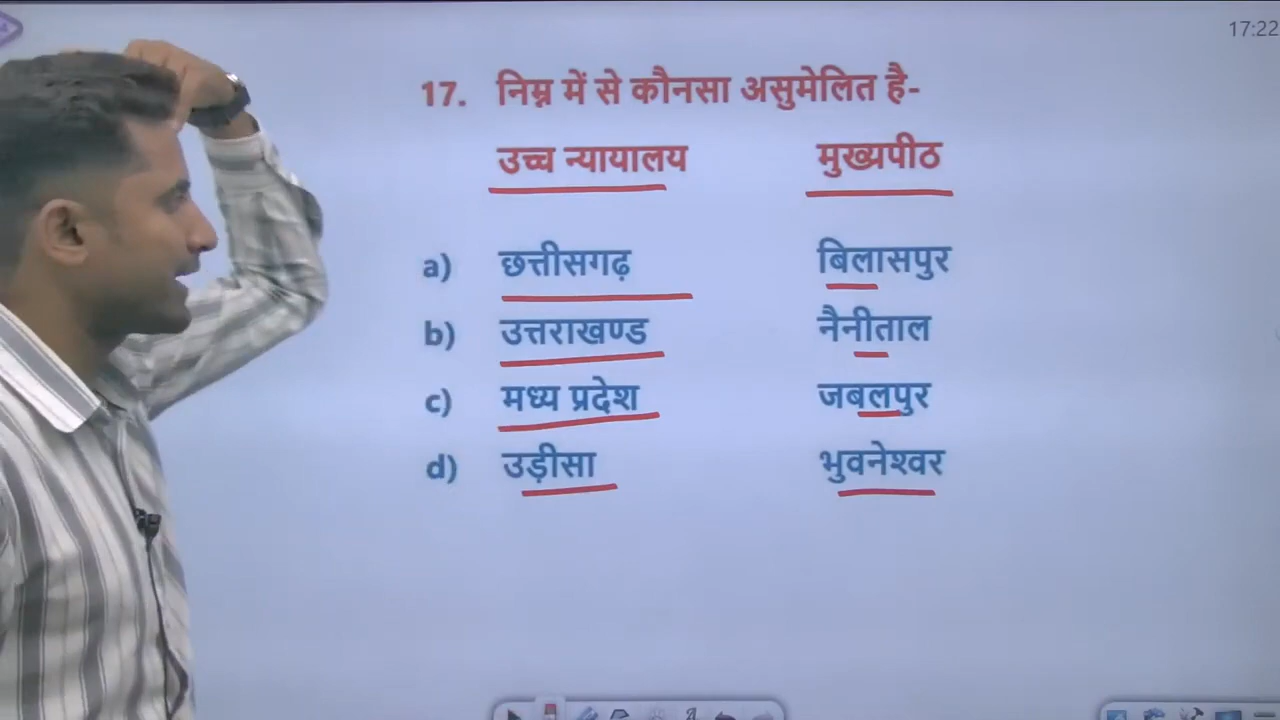 17:22
17. निम्न में से कौनसा असुमेलित है-
उच्च न्यायालय मुख्यपीठ
a) छत्तीसगढ़ बिलासपुर
b) उत्तराखण्ड नैनीताल
c) मध्य प्रदेश जबलपुर
d) उड़ीसा भुवनेश्वर